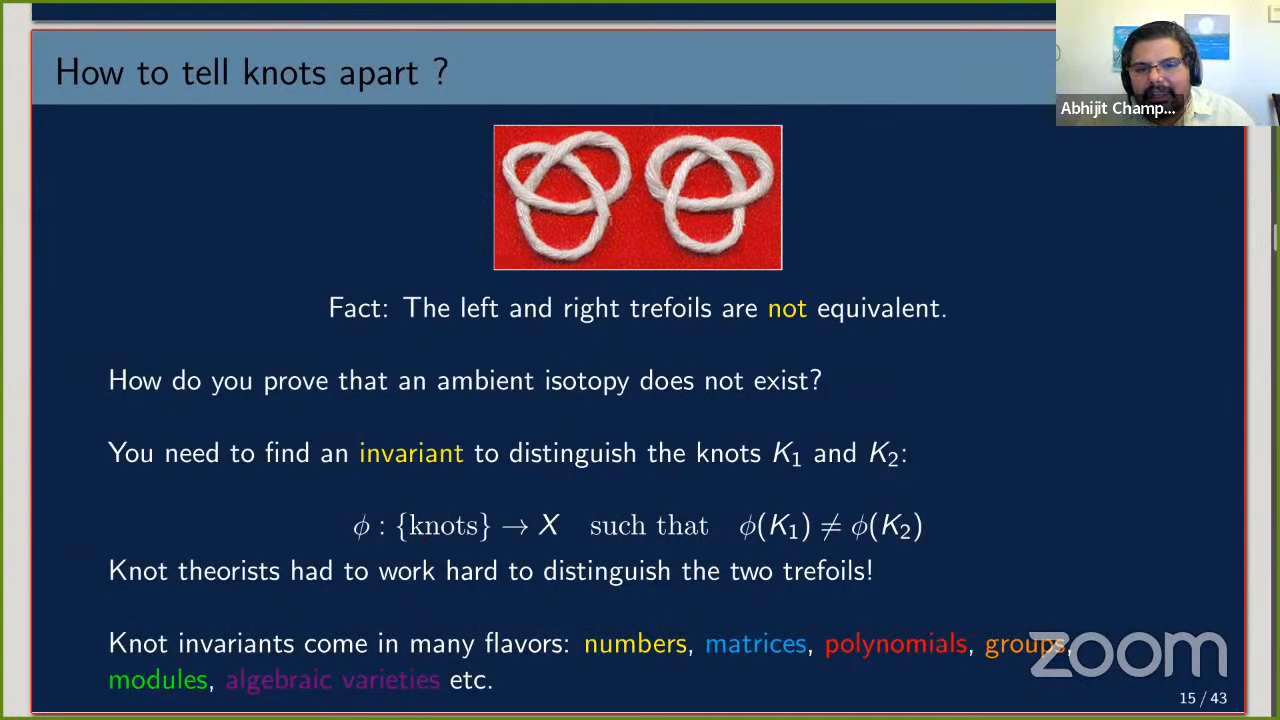 How to tell knots apart ?
Abhijit Champ...
Fact: The left and right trefoils are not equivalent.
How do you prove that an ambient isotopy does not exist?
You need to find an invariant to distinguish the knots K₁ and K₂:
ϕ : {knots} → X such that ϕ(K₁) ≠ ϕ(K₂)
Knot theorists had to work hard to distinguish the two trefoils!
Knot invariants come in many flavors: numbers, matrices, polynomials, groups,
modules, algebraic varieties etc.
zoom
15 / 43